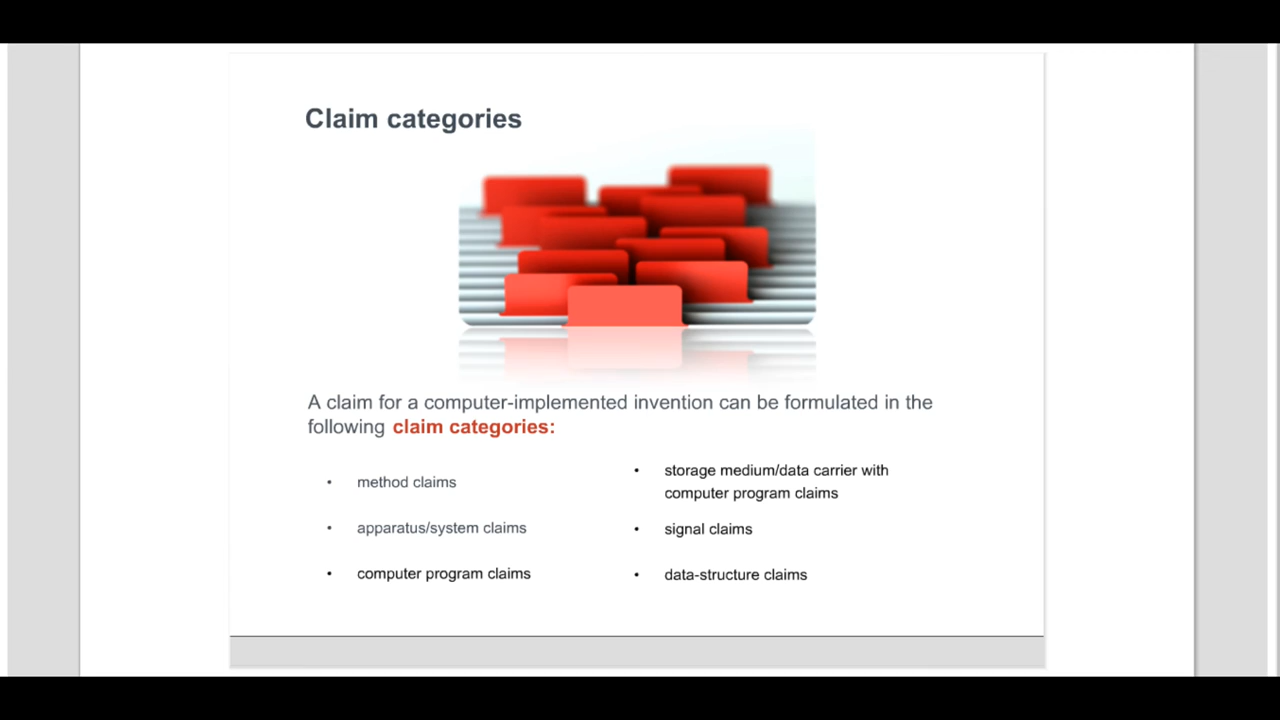 Claim categories
A claim for a computer-implemented invention can be formulated in the
following claim categories:
• method claims
• apparatus/system claims
• computer program claims
• storage medium/data carrier with
computer program claims
• signal claims
• data-structure claims